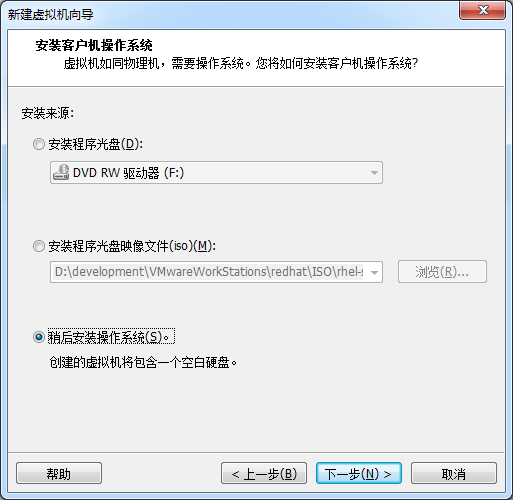 新建虚拟机向导
安装客户机操作系统
虚拟机如同物理机，需要操作系统。您将如何安装客户机操作系统?
安装来源:
安装程序光盘(D):
DVD RW 驱动器 (F:)
安装程序光盘映像文件(iso)(M):
D:\development\VMwareWorkStations\redhat\ISO\rhel-s
浏览(R)...
稍后安装操作系统(S)。
创建的虚拟机将包含一个空白硬盘。
帮助
< 上一步(B)
下一步(N) >
取消